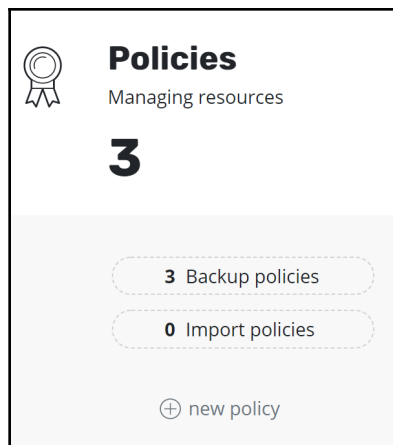 Policies
Managing resources
3
3 Backup policies
0 Import policies
new policy